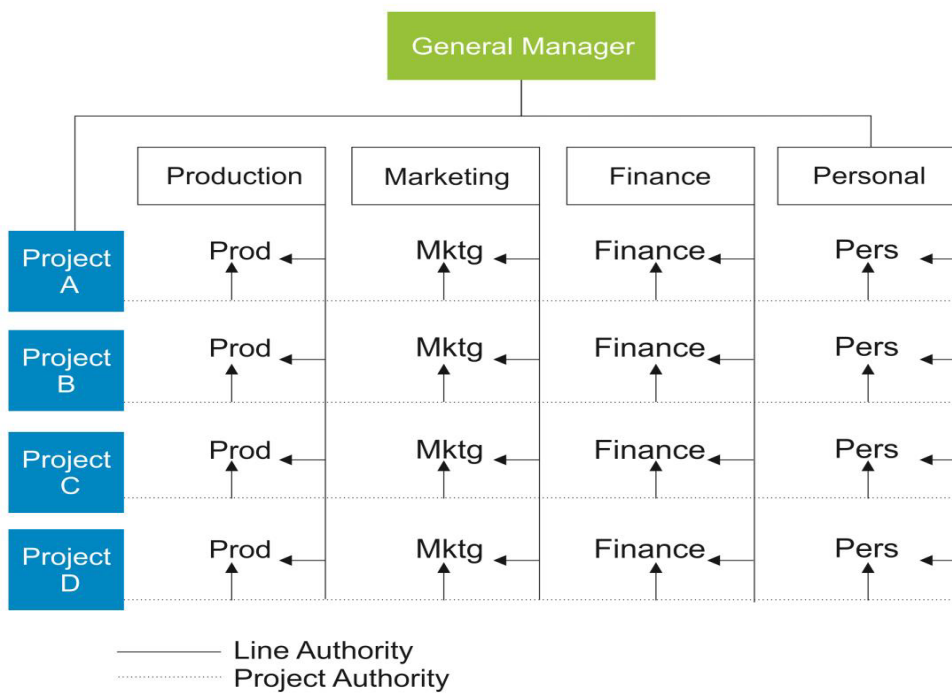 General Manager
Production Marketing Finance Personal
Project
A
Prod Mktg Finance Pers
Project
B
Prod Mktg Finance Pers
Project
C
Prod Mktg Finance Pers
Project
D
Prod Mktg Finance Pers
Line Authority
Project Authority